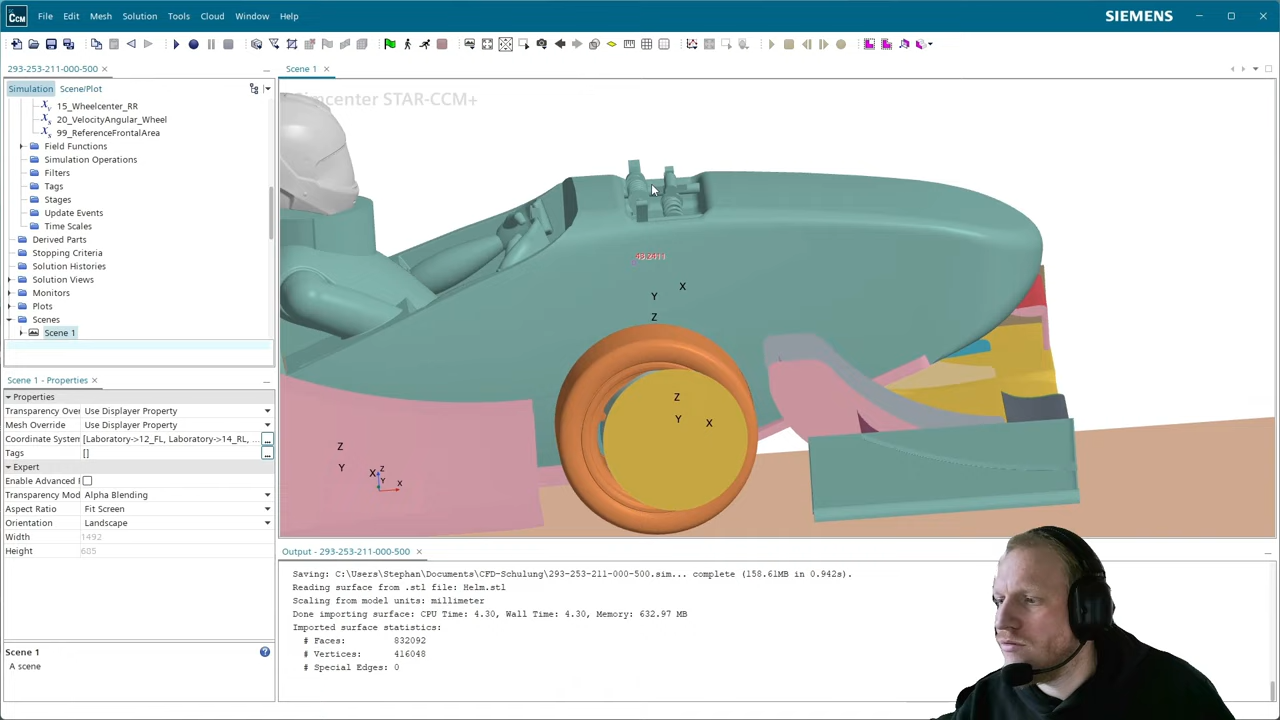 Ccm File Edit Mesh Solution Tools Cloud Window Help SIEMENS
293-253-211-000-500
Scene 1
Simulation Scene/Plot
Simcenter STAR-CCM+
15_Wheelcenter_RR
20_VelocityAngular_Wheel
99_ReferenceFrontalArea
Field Functions
Simulation Operations
Filters
Tags
Stages
Update Events
Time Scales
Derived Parts
Stopping Criteria
Solution Histories
Solution Views
Monitors
Plots
Scenes
Scene 1
X
Y
Z
Z
Y
X
Z
Y
X
Z
Y
X
Scene 1 - Properties
Properties
Transparency Over Use Displayer Property
Mesh Override Use Displayer Property
Coordinate System [Laboratory->12_FL, Laboratory->14_RL, ...
Tags []
Expert
Enable Advanced
Transparency Mod Alpha Blending
Aspect Ratio Fit Screen
Orientation Landscape
Width 1492
Height 605
Scene 1
A scene
Output - 293-253-211-000-500
Saving: C:\Users\Stephan\Documents\CFD-Schulung\293-253-211-000-500.sim... complete (158.61MB in 0.942s).
Reading surface from .stl file: Helm.stl
Scaling from model units: millimeter
Done importing surface: CPU Time: 4.30, Wall Time: 4.30, Memory: 632.97 MB
Imported surface statistics:
# Faces: 832092
# Vertices: 416048
# Special Edges: 0